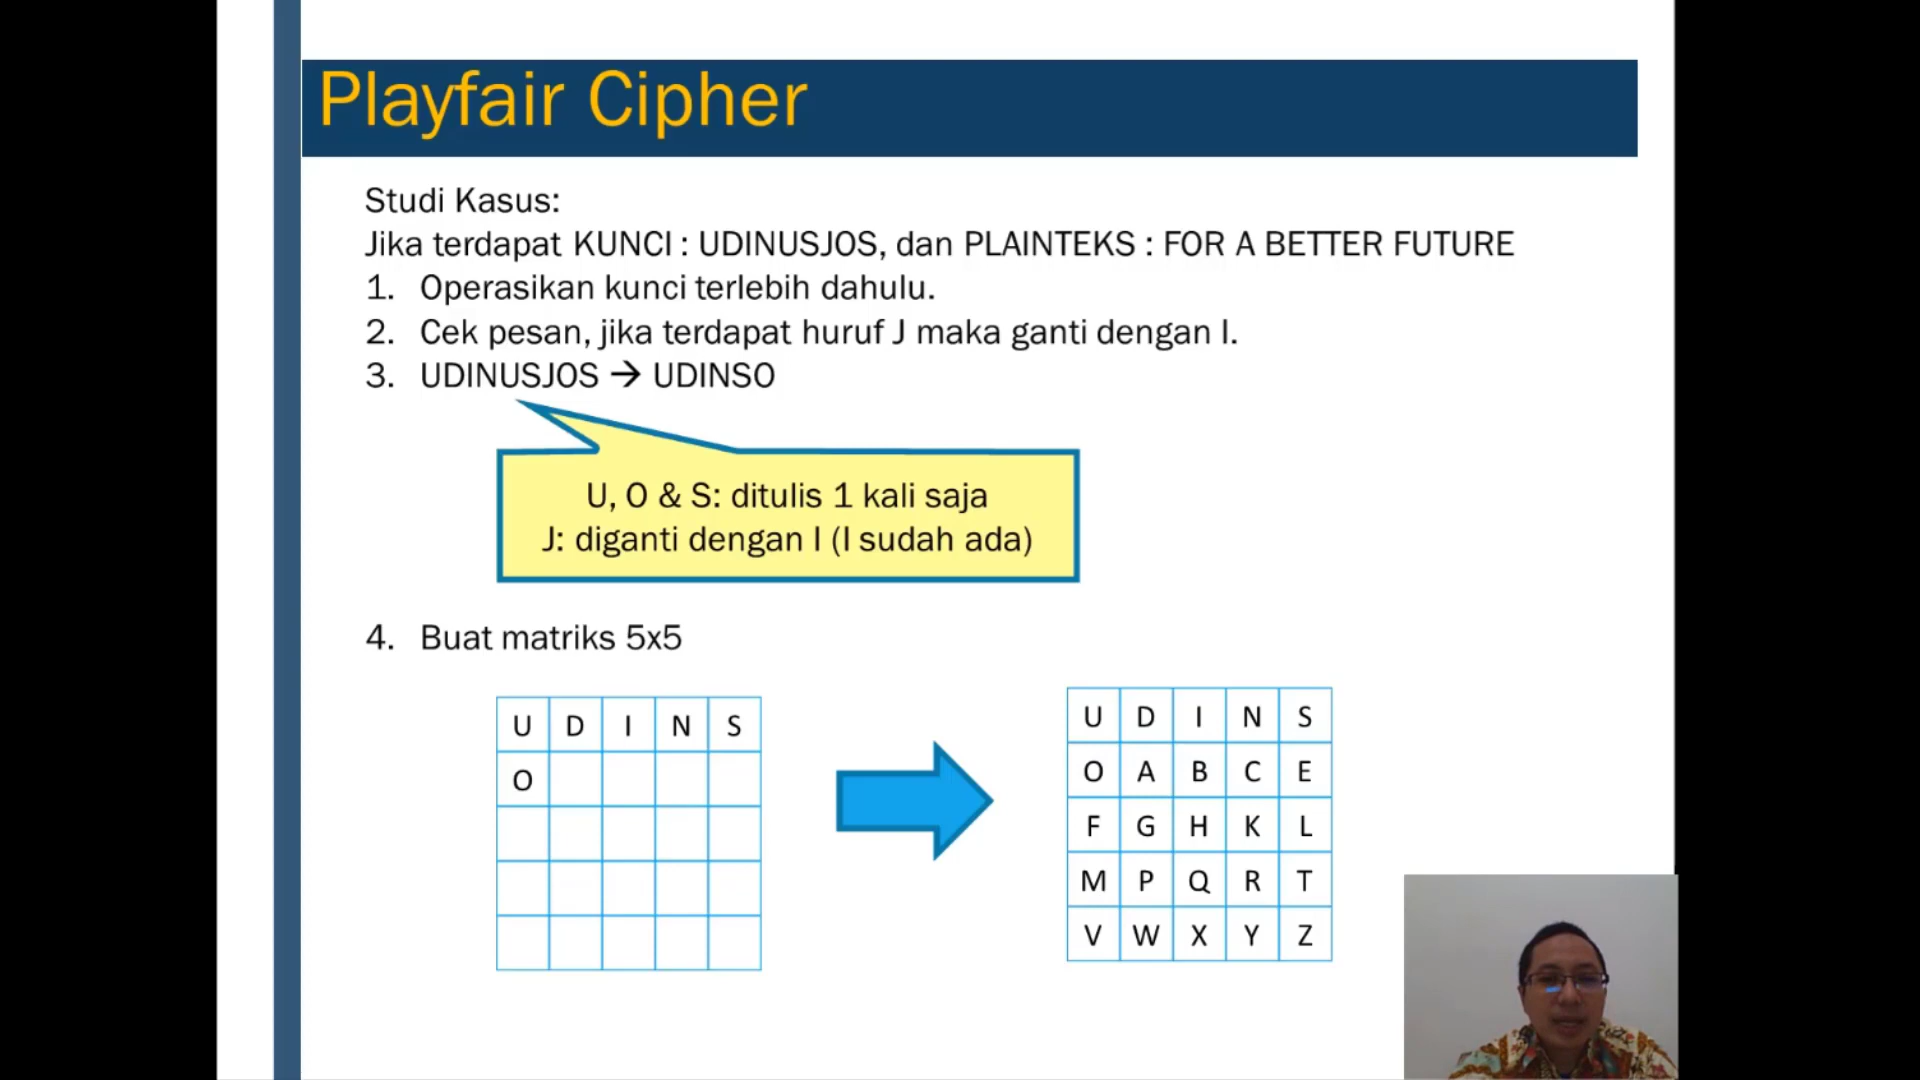 Playfair Cipher
Studi Kasus:
Jika terdapat KUNCI : UDINUSJOS, dan PLAINTEKS : FOR A BETTER FUTURE
1. Operasikan kunci terlebih dahulu.
2. Cek pesan, jika terdapat huruf J maka ganti dengan I.
3. UDINUSJOS → UDINSO
U, O & S: ditulis 1 kali saja
J: diganti dengan I (I sudah ada)
4. Buat matriks 5x5
U D I N S
O
U D I N S
O A B C E
F G H K L
M P Q R T
V W X Y Z